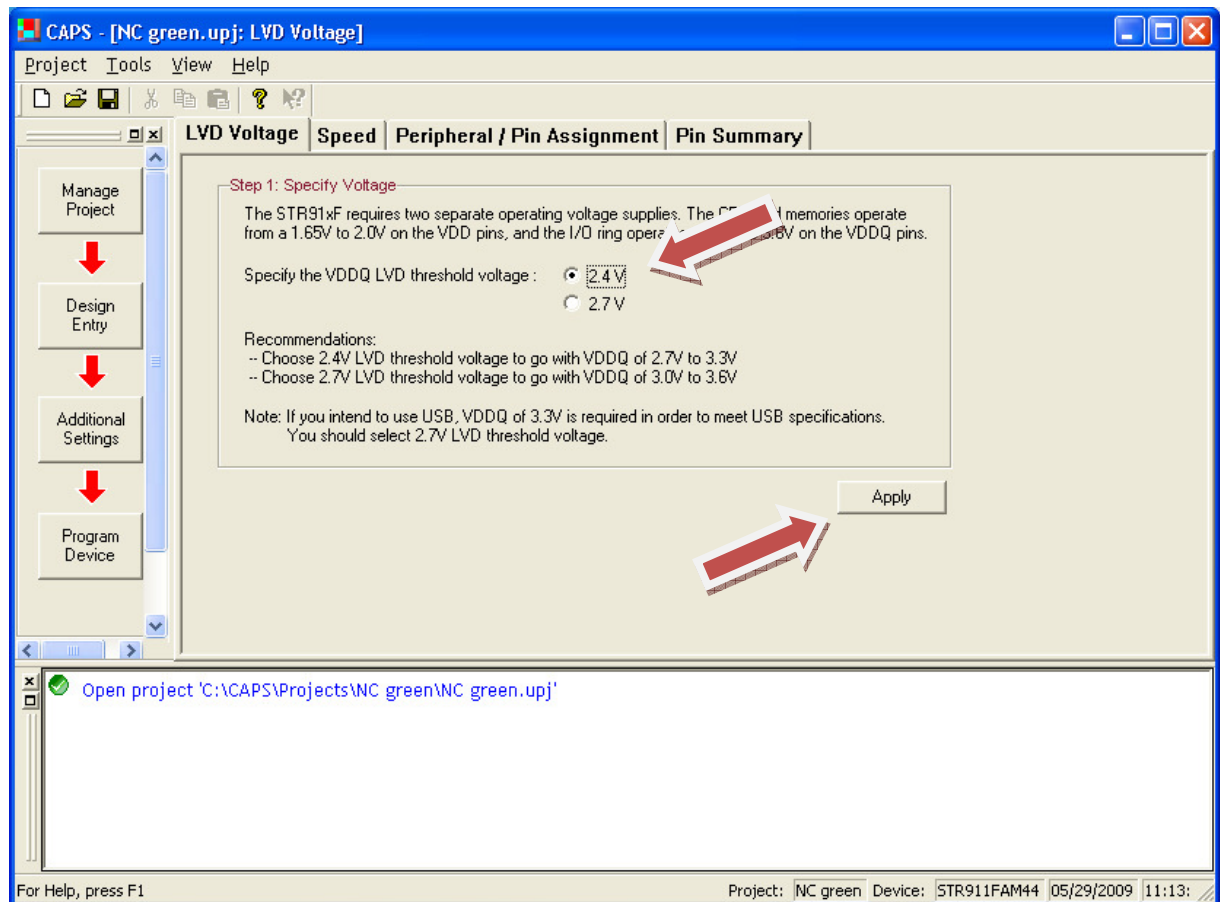 CAPS - [NC green.upj: LVD Voltage]
Project Tools View Help
LVD Voltage Speed Peripheral / Pin Assignment Pin Summary
Manage
Project
Design
Entry
Additional
Settings
Program
Device
Step 1: Specify Voltage
The STR91xF requires two separate operating voltage supplies. The memories operate
from a 1.65V to 2.0V on the VDD pins, and the I/O ring on the VDDQ pins.
Specify the VDDQ LVD threshold voltage : 2.4 V
2.7 V
Recommendations:
-- Choose 2.4V LVD threshold voltage to go with VDDQ of 2.7V to 3.3V
-- Choose 2.7V LVD threshold voltage to go with VDDQ of 3.0V to 3.6V
Note: If you intend to use USB, VDDQ of 3.3V is required in order to meet USB specifications.
You should select 2.7V LVD threshold voltage.
Apply
Open project 'C:\CAPS\Projects\NC green\NC green.upj'
For Help, press F1 Project: NC green Device: STR911FAM44 05/29/2009 11:13: